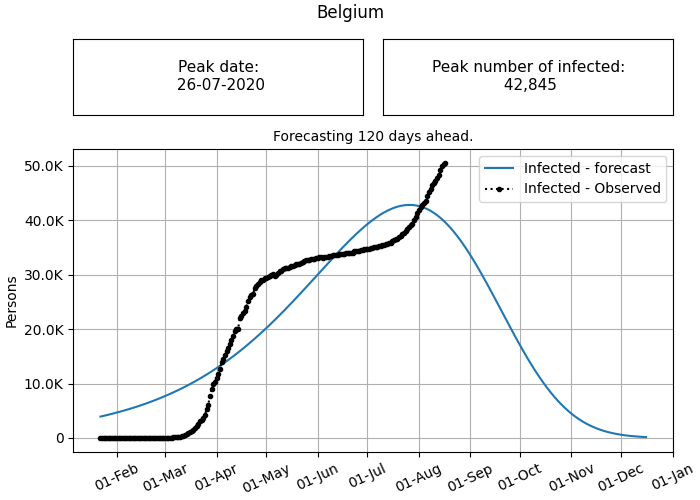 Belgium
Peak date:
26-07-2020
Peak number of infected:
42,845
Forecasting 120 days ahead.
Infected - forecast
Infected - Observed
50.0K
40.0K
30.0K
20.0K
10.0K
0
Persons
01-Feb
01-Mar
01-Apr
01-May
01-Jun
01-Jul
01-Aug
01-Sep
01-Oct
01-Nov
01-Dec
01-Jan